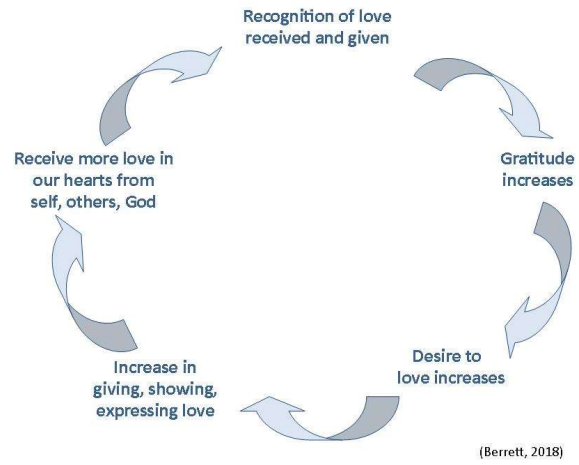 Recognition of love
received and given
Gratitude
increases
Desire to
love increases
Increase in
giving, showing,
expressing love
Receive more love in
our hearts from
self, others, God
(Berrett, 2018)